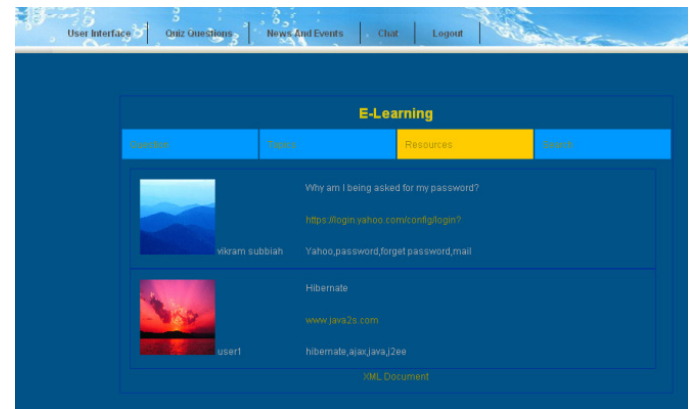 User Interface Quiz Questions News And Events Chat Logout
E-Learning
Resources
Why am I being asked for my password?
https://login.yahoo.com/config/login?
vikram subbiah Yahoo,password,forget password,mail
Hibernate
www.java2s.com
user1 hibernate,ajax,java,j2ee
XML Document